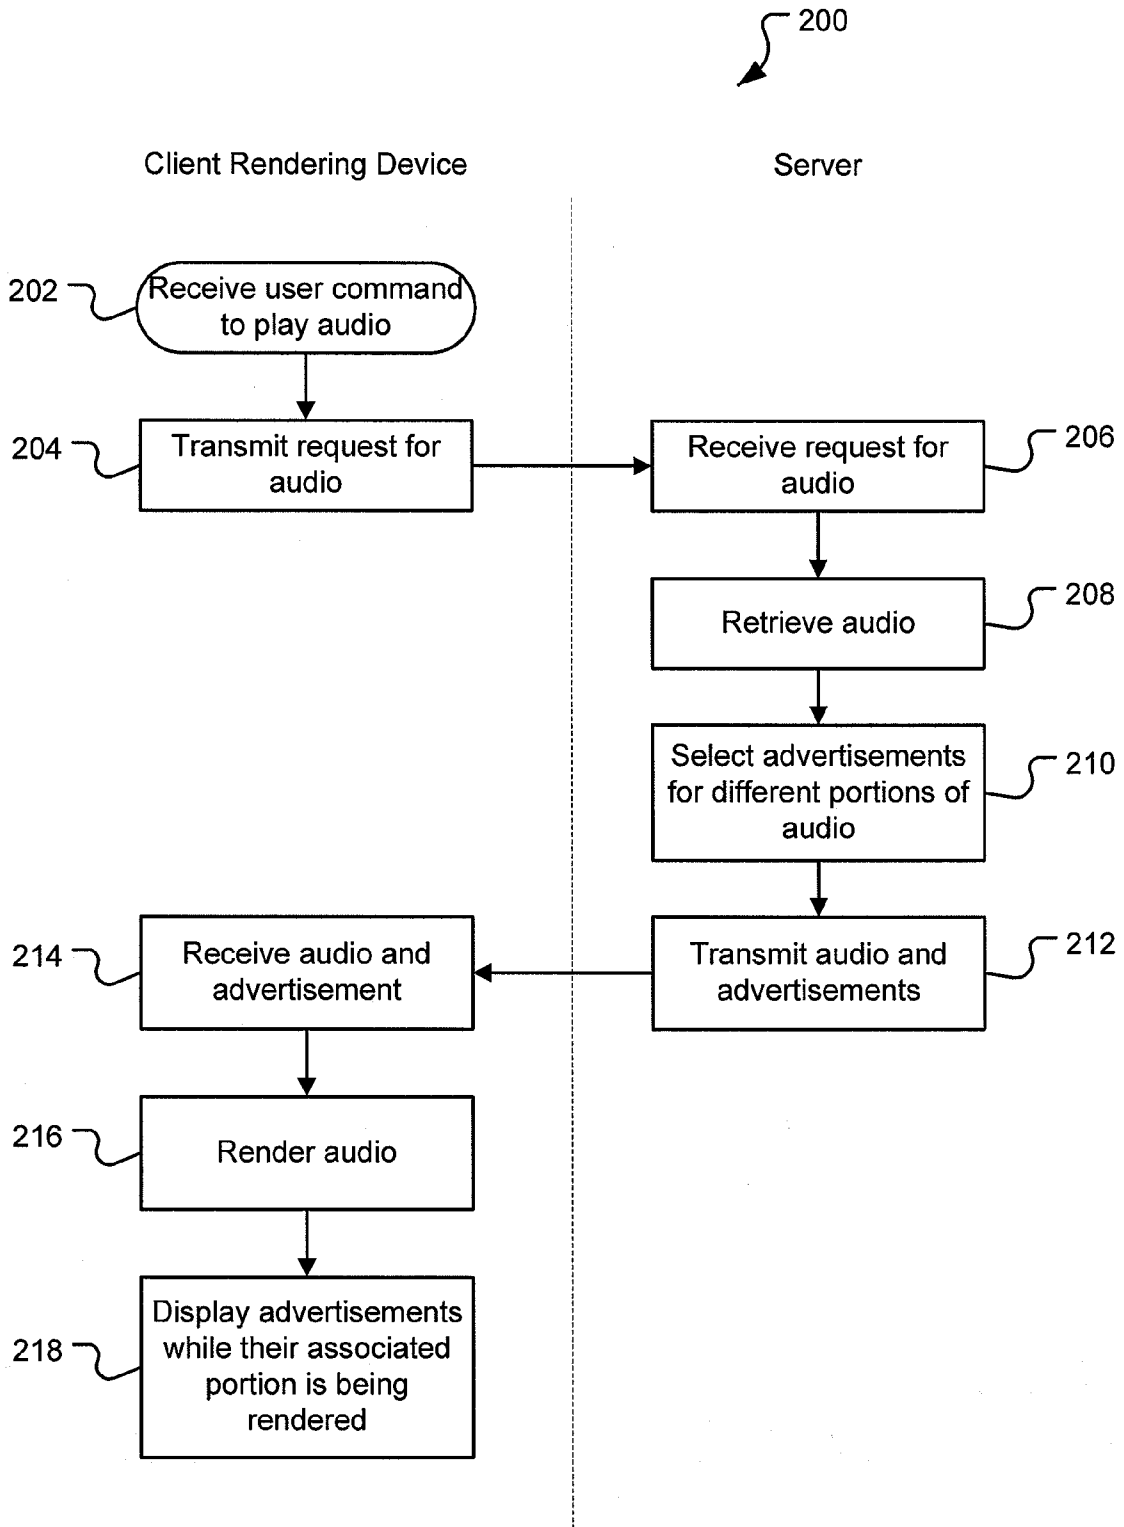 200
Client Rendering Device
Server
202
Receive user command
to play audio
204
Transmit request for
audio
Receive request for
audio
206
Retrieve audio
208
Select advertisements
for different portions of
audio
210
Transmit audio and
advertisements
212
214
Receive audio and
advertisement
216
Render audio
218
Display advertisements
while their associated
portion is being
rendered